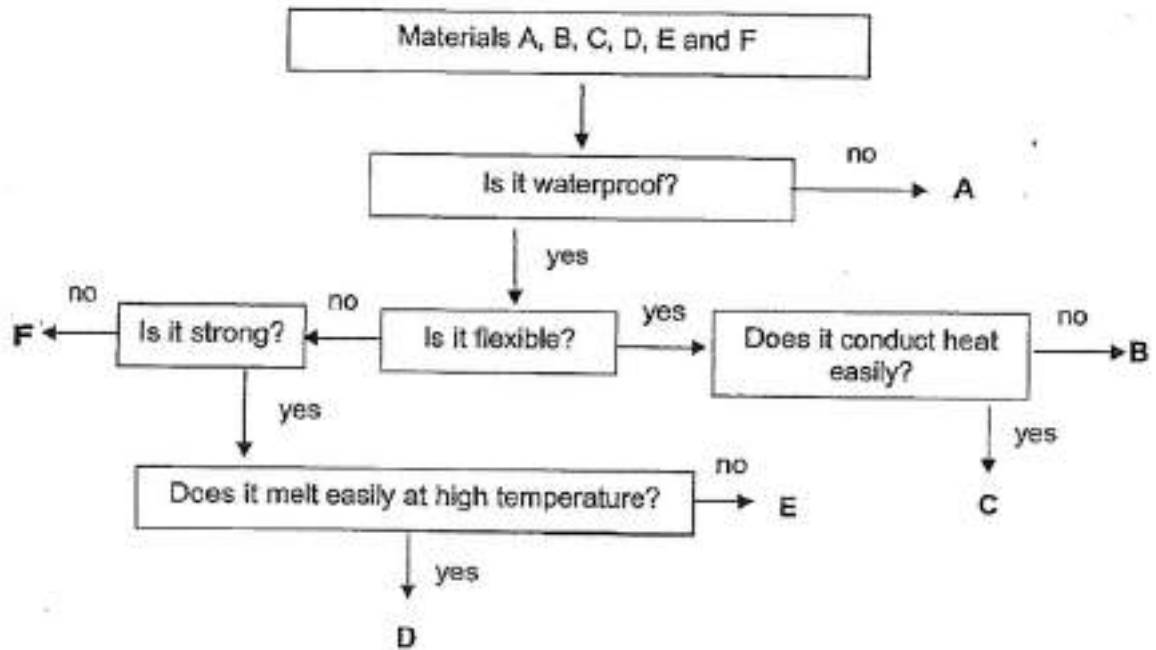 Materials A, B, C, D, E and F
no
Is it waterproof?
A
yes
no
no
yes
no
F
Is it strong?
Is it flexible?
Does it conduct heat
easily?
B
yes
yes
no
Does it melt easily at high temperature?
E
C
yes
D